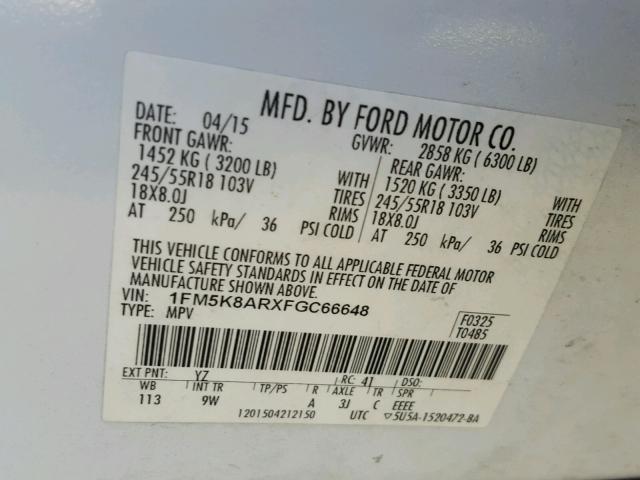 MFD. BY FORD MOTOR CO.
DATE: 04/15 GVWR: 2858 KG ( 6300 LB)
FRONT GAWR: REAR GAWR:
1452 KG ( 3200 LB) WITH 1520 KG ( 3350 LB) WITH
245/55R18 103V TIRES 245/55R18 103V TIRES
18X8.0J RIMS 18X8.0J RIMS
AT 250 kPa/ 36 PSI COLD AT 250 kPa/ 36 PSI COLD
THIS VEHICLE CONFORMS TO ALL APPLICABLE FEDERAL MOTOR
VEHICLE SAFETY STANDARDS IN EFFECT ON THE DATE OF
MANUFACTURE SHOWN ABOVE.
VIN: 1FM5K8ARXFGC66648 F0325
TYPE: MPV T0485
EXT PNT: YZ RC: 41 DSO:
WB INT TR TP/PS R AXLE TR SPR
113 9W A 3J C EEEE
1201504212150 UTC ▽5U5A-1520472-BA